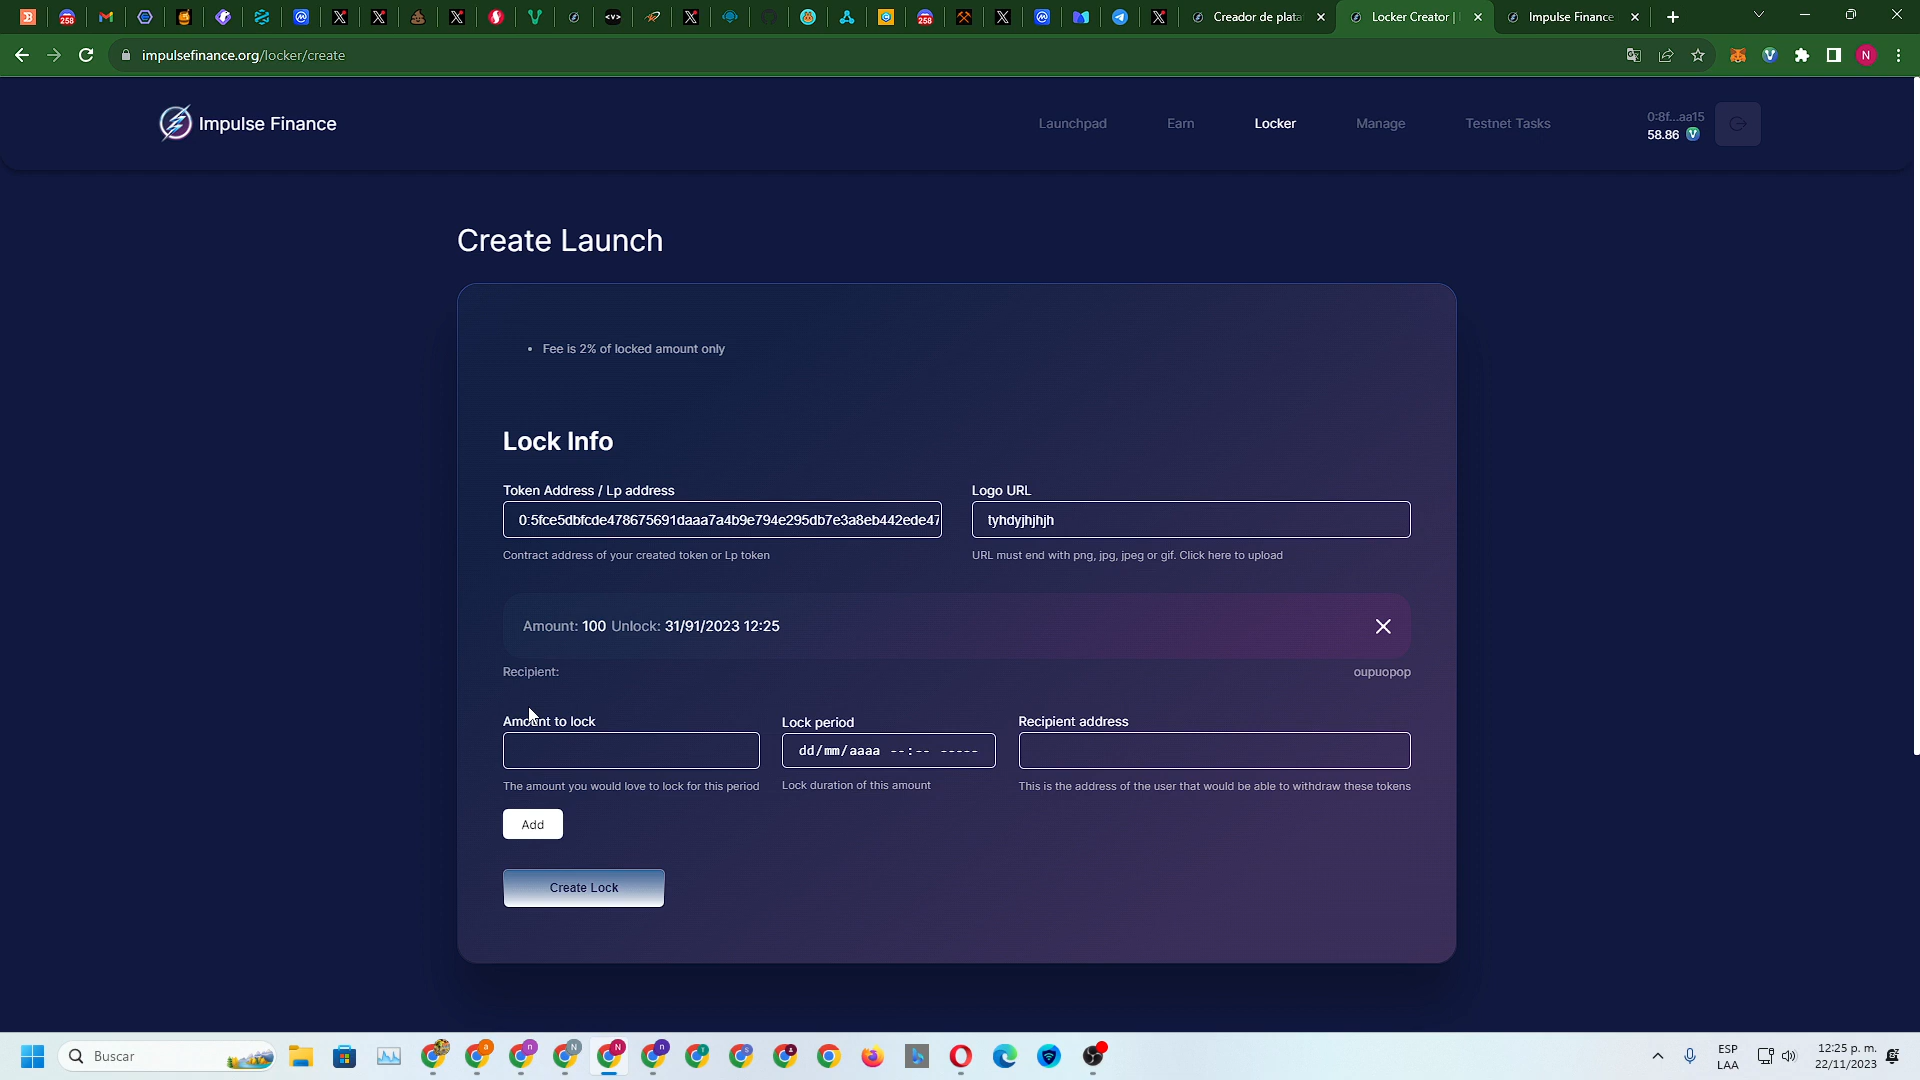 Creador de plata
Locker Creator |
Impulse Finance
impulsefinance.org/locker/create
N
Impulse Finance
Launchpad
Earn
Locker
Manage
Testnet Tasks
0:8f...aa15
58.86
Create Launch
Fee is 2% of locked amount only
Lock Info
Token Address / Lp address
Logo URL
0:5fce5dbfcde478675691daaa7a4b9e794e295db7e3a8eb442ede47
tyhdyjhjhjh
Contract address of your created token or Lp token
URL must end with png, jpg, jpeg or gif. Click here to upload
Amount: 100 Unlock: 31/91/2023 12:25
Recipient:
oupuopop
Amount to lock
Lock period
Recipient address
dd/mm/aaaa --:-- -----
The amount you would love to lock for this period
Lock duration of this amount
This is the address of the user that would be able to withdraw these tokens
Add
Create Lock
Buscar
ESP
LAA
12:25 p. m.
22/11/2023